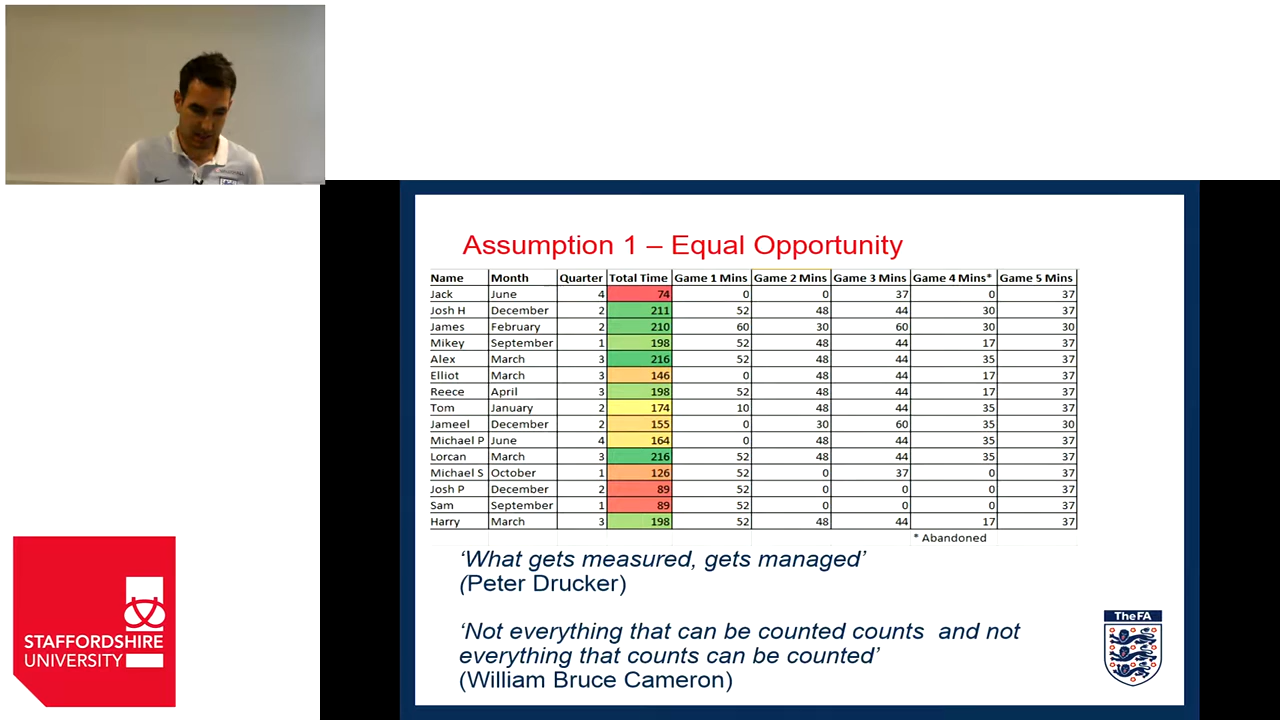 Assumption 1 – Equal Opportunity
Name Month Quarter Total Time Game 1 Mins Game 2 Mins Game 3 Mins Game 4 Mins* Game 5 Mins
Jack June 4 74 0 0 37 0 37
Josh H December 2 211 52 48 44 30 37
James February 2 210 60 30 60 30 30
Mikey September 1 198 52 48 44 17 37
Alex March 3 216 52 48 44 35 37
Elliot March 3 146 0 48 44 17 37
Reece April 3 198 52 48 44 17 37
Tom January 2 174 10 48 44 35 37
Jameel December 2 155 0 30 60 35 30
Michael P June 4 164 0 48 44 35 37
Lorcan March 3 216 52 48 44 35 37
Michael S October 1 126 52 0 37 0 37
Josh P December 2 89 52 0 0 0 37
Sam September 1 89 52 0 0 0 37
Harry March 3 198 52 48 44 17 37
* Abandoned
‘What gets measured, gets managed’
(Peter Drucker)
‘Not everything that can be counted counts and not
everything that counts can be counted’
(William Bruce Cameron)
TheFA
STAFFORDSHIRE
UNIVERSITY